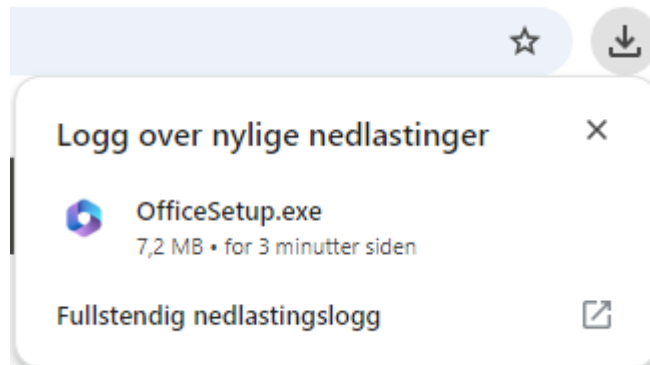 Logg over nylige nedlastinger
OfficeSetup.exe
7,2 MB • for 3 minutter siden
Fullstendig nedlastingslogg